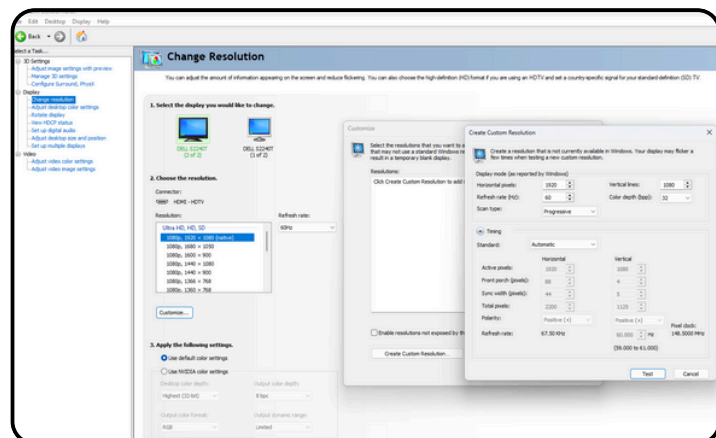 Edit Desktop Display Help
Back
Select a Task...
3D Settings
Adjust image settings with preview
Manage 3D settings
Configure Surround, PhysX
Display
Change resolution
Adjust desktop color settings
Rotate display
View HDCP status
Set up digital audio
Adjust desktop size and position
Set up multiple displays
Video
Adjust video color settings
Adjust video image settings
Change Resolution
You can adjust the amount of information appearing on the screen and reduce flickering. You can also choose the high-definition (HD) format if you are using an HDTV and set a country-specific signal for your standard definition (SD) TV.
1. Select the display you would like to change.
DELL S2240T
(2 of 2)
DELL S2240T
(1 of 2)
2. Choose the resolution.
Connector:
HDMI - HDTV
Resolution:
Refresh rate:
Ultra HD, HD, SD
60Hz
1080p, 1920 × 1080 (native)
1080p, 1680 × 1050
1080p, 1600 × 900
1080p, 1440 × 1080
1080p, 1440 × 900
1080p, 1366 × 768
1080p, 1360 × 768
Customize...
3. Apply the following settings.
Use default color settings
Use NVIDIA color settings
Desktop color depth:
Output color depth:
Highest (32-bit)
8 bpc
Output color format:
Output dynamic range:
RGB
Limited
Customize
Select the resolutions that you want to a
that may not use a standard Windows re
result in a temporary blank display.
Resolutions:
Click Create Custom Resolution to add
Enable resolutions not exposed by th
Create Custom Resolution...
Create Custom Resolution
Create a resolution that is not currently available in Windows. Your display may flicker a
few times when testing a new custom resolution.
Display mode (as reported by Windows)
Horizontal pixels: 1920
Vertical lines: 1080
Refresh rate (Hz): 60
Color depth (bpp): 32
Scan type: Progressive
Timing
Standard: Automatic
Horizontal
Vertical
Active pixels: 1920 1080
Front porch (pixels): 88 4
Sync width (pixels): 44 5
Total pixels: 2200 1125
Polarity: Positive (+) Positive (+)
Pixel clock:
Refresh rate: 67.50 KHz 60.000 Hz 148.5000 MHz
(59.000 to 61.000)
Test
Cancel